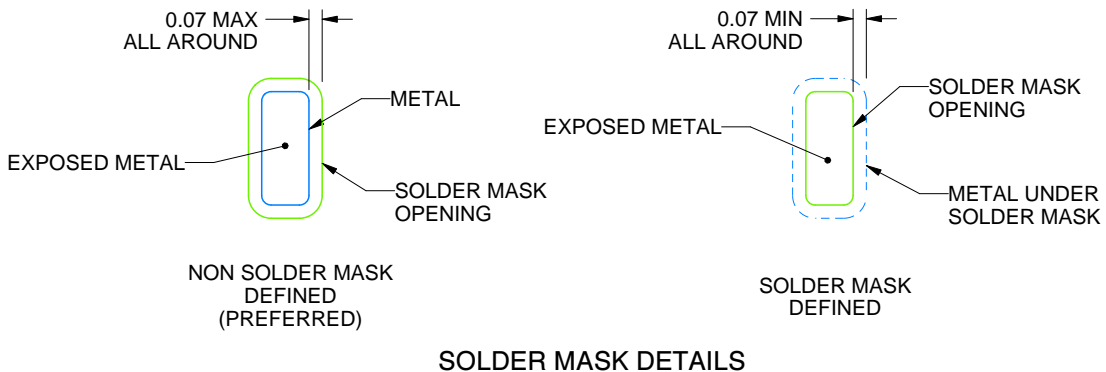 0.07 MAX
ALL AROUND
METAL
EXPOSED METAL
SOLDER MASK
OPENING
NON SOLDER MASK
DEFINED
(PREFERRED)
0.07 MIN
ALL AROUND
SOLDER MASK
OPENING
EXPOSED METAL
METAL UNDER
SOLDER MASK
SOLDER MASK
DEFINED
SOLDER MASK DETAILS